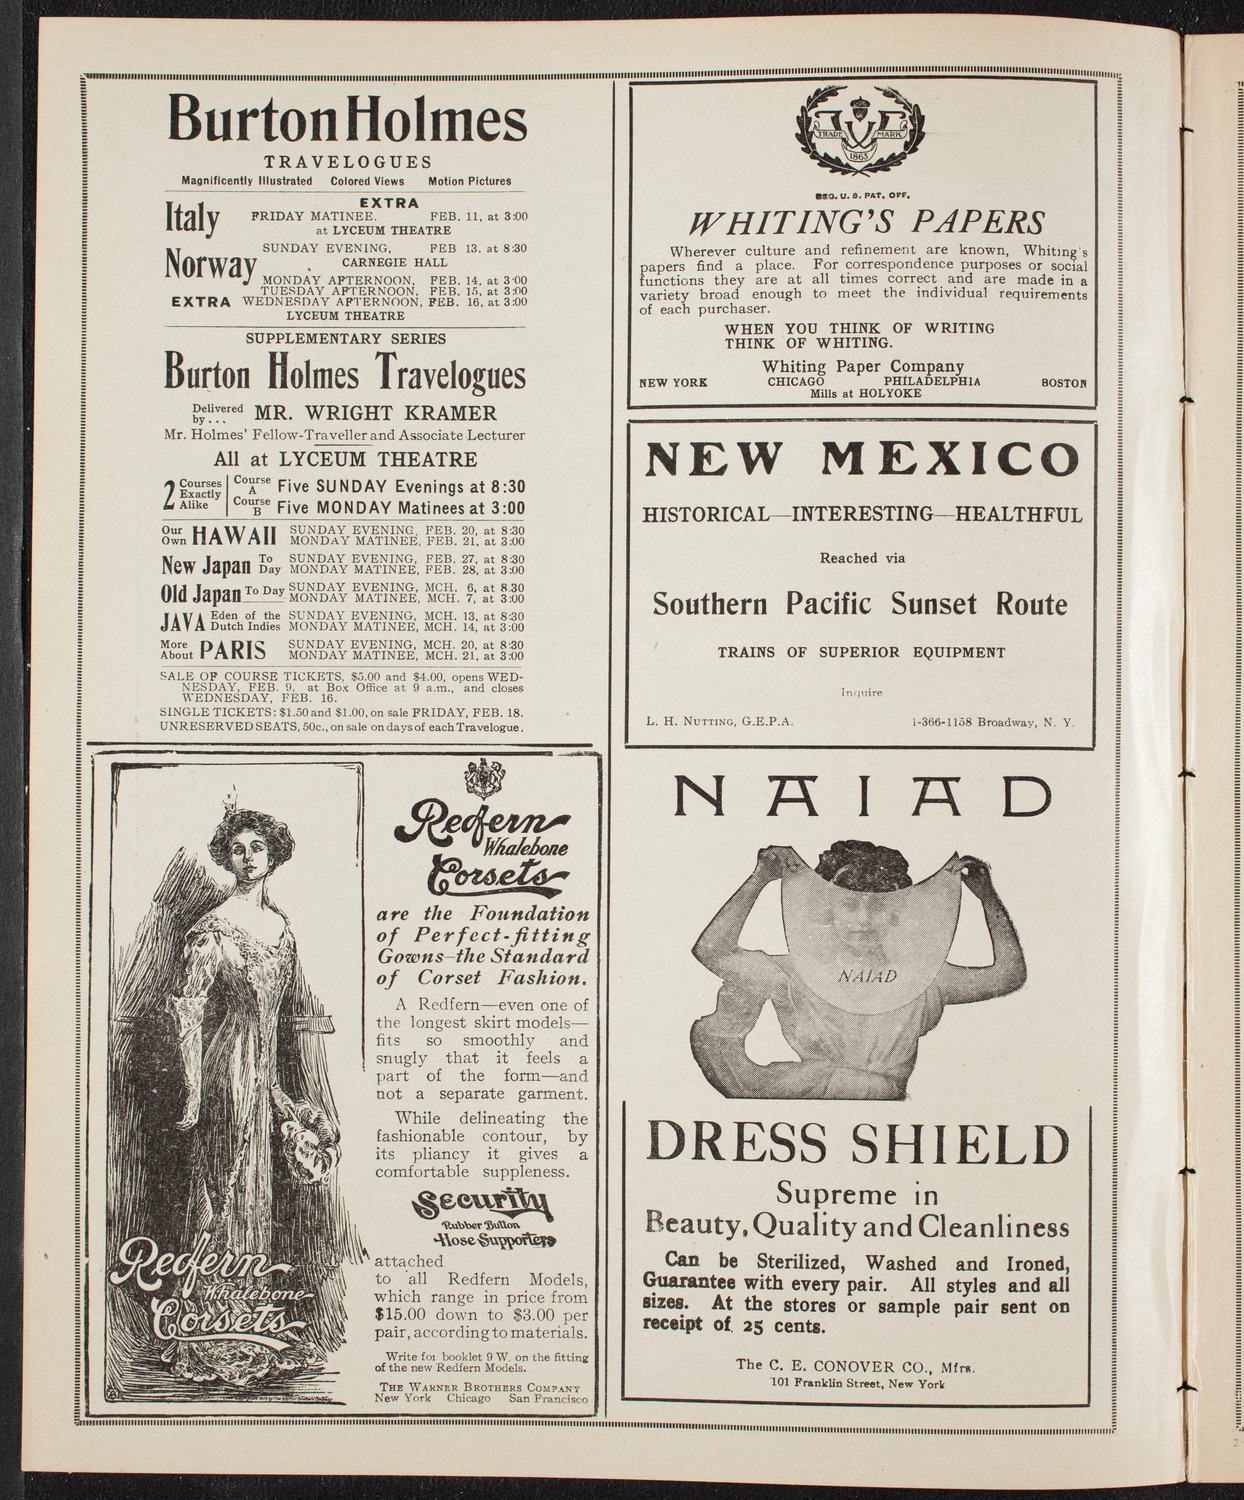 Burton Holmes
TRAVELOGUES
Magnificently Illustrated Colored Views Motion Pictures
EXTRA
Italy FRIDAY MATINEE. FEB. 11, at 3:00
at LYCEUM THEATRE
Norway SUNDAY EVENING, FEB 13, at 8:30
CARNEGIE HALL
MONDAY AFTERNOON, FEB. 14, at 3:00
TUESDAY AFTERNOON, FEB. 15, at 3:00
EXTRA WEDNESDAY AFTERNOON, FEB. 16, at 3:00
LYCEUM THEATRE
SUPPLEMENTARY SERIES
Burton Holmes Travelogues
Delivered by... MR. WRIGHT KRAMER
Mr. Holmes' Fellow-Traveller and Associate Lecturer
All at LYCEUM THEATRE
2 Courses Exactly Alike
Course A Five SUNDAY Evenings at 8:30
Course B Five MONDAY Matinees at 3:00
Our Own HAWAII SUNDAY EVENING, FEB. 20, at 8:30
MONDAY MATINEE, FEB. 21, at 3:00
New Japan To Day SUNDAY EVENING, FEB. 27, at 8:30
MONDAY MATINEE, FEB. 28, at 3:00
Old Japan To Day SUNDAY EVENING, MCH. 6, at 8.30
MONDAY MATINEE, MCH. 7, at 3:00
JAVA Eden of the Dutch Indies SUNDAY EVENING, MCH. 13, at 8:30
MONDAY MATINEE, MCH. 14, at 3:00
More About PARIS SUNDAY EVENING, MCH. 20, at 8:30
MONDAY MATINEE, MCH. 21, at 3:00
SALE OF COURSE TICKETS, $5.00 and $4.00, opens WED-
NESDAY, FEB. 9, at Box Office at 9 a.m., and closes
WEDNESDAY, FEB. 16.
SINGLE TICKETS: $1.50 and $1.00, on sale FRIDAY, FEB. 18.
UNRESERVED SEATS, 50c., on sale on days of each Travelogue.
Redfern
Whalebone
Corsets
are the Foundation
of Perfect-fitting
Gowns—the Standard
of Corset Fashion.
A Redfern—even one of
the longest skirt models—
fits so smoothly and
snugly that it feels a
part of the form—and
not a separate garment.
While delineating the
fashionable contour, by
its pliancy it gives a
comfortable suppleness.
Security
Rubber Button
Hose Supporters
attached
to all Redfern Models,
which range in price from
$15.00 down to $3.00 per
pair, according to materials.
Write for booklet 9 W. on the fitting
of the new Redfern Models.
THE WARNER BROTHERS COMPANY
New York Chicago San Francisco
Redfern
Whalebone
Corsets
TRADE MARK
1865
REG. U. S. PAT. OFF.
WHITING'S PAPERS
Wherever culture and refinement are known, Whiting's
papers find a place. For correspondence purposes or social
functions they are at all times correct and are made in a
variety broad enough to meet the individual requirements
of each purchaser.
WHEN YOU THINK OF WRITING
THINK OF WHITING.
Whiting Paper Company
NEW YORK CHICAGO PHILADELPHIA BOSTON
Mills at HOLYOKE
NEW MEXICO
HISTORICAL—INTERESTING—HEALTHFUL
Reached via
Southern Pacific Sunset Route
TRAINS OF SUPERIOR EQUIPMENT
Inquire
L. H. NUTTING, G.E.P.A. 1-366-1158 Broadway, N. Y.
NAIAD
NAIAD
DRESS SHIELD
Supreme in
Beauty, Quality and Cleanliness
Can be Sterilized, Washed and Ironed,
Guarantee with every pair. All styles and all
sizes. At the stores or sample pair sent on
receipt of 25 cents.
The C. E. CONOVER CO., Mfrs.
101 Franklin Street, New York